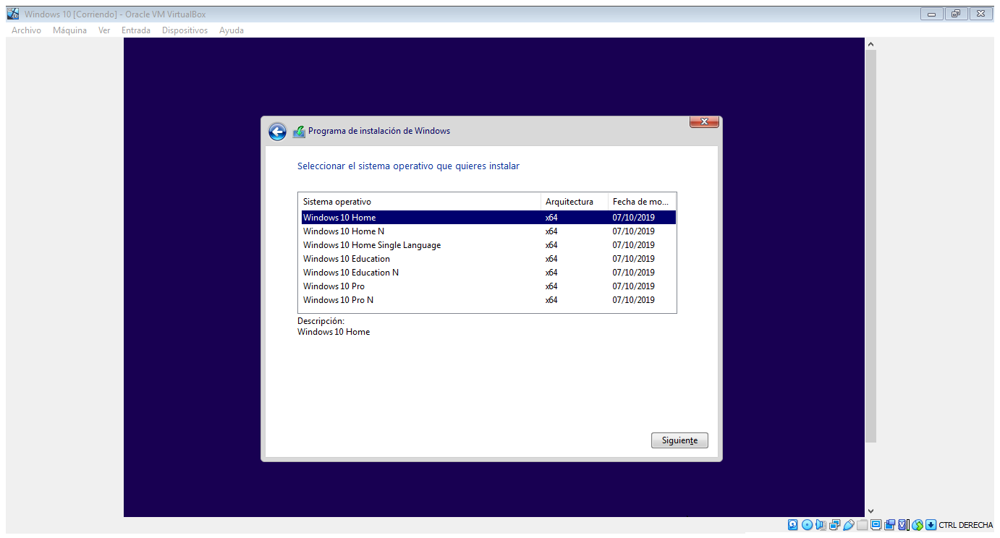 Windows 10 [Corriendo] - Oracle VM VirtualBox
Archivo Máquina Ver Entrada Dispositivos Ayuda
Programa de instalación de Windows
Seleccionar el sistema operativo que quieres instalar
Sistema operativo Arquitectura Fecha de mo...
Windows 10 Home x64 07/10/2019
Windows 10 Home N x64 07/10/2019
Windows 10 Home Single Language x64 07/10/2019
Windows 10 Education x64 07/10/2019
Windows 10 Education N x64 07/10/2019
Windows 10 Pro x64 07/10/2019
Windows 10 Pro N x64 07/10/2019
Descripción:
Windows 10 Home
Siguiente
CTRL DERECHA